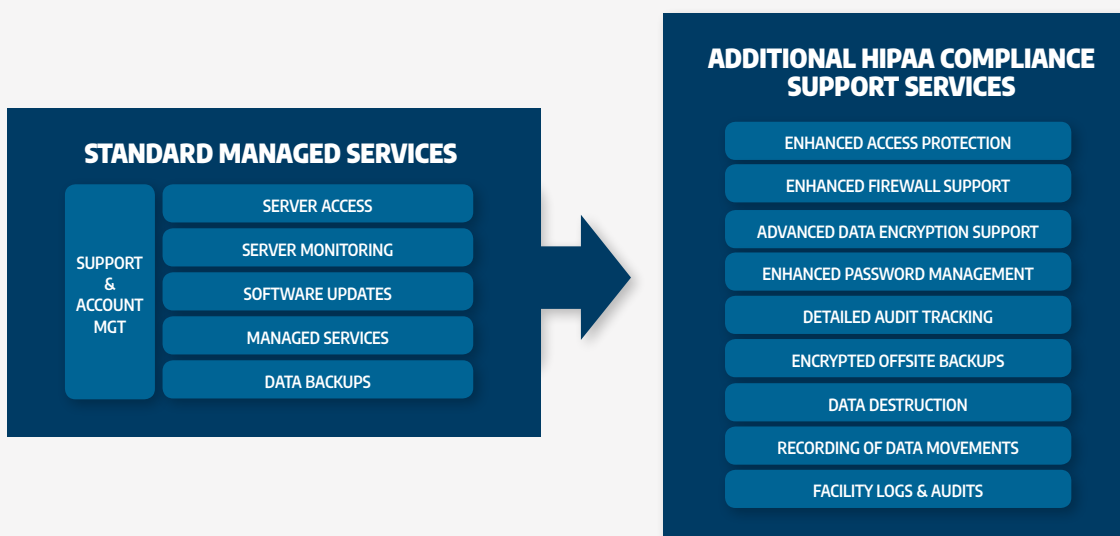 STANDARD MANAGED SERVICES
SUPPORT
&
ACCOUNT
MGT
SERVER ACCESS
SERVER MONITORING
SOFTWARE UPDATES
MANAGED SERVICES
DATA BACKUPS
ADDITIONAL HIPAA COMPLIANCE
SUPPORT SERVICES
ENHANCED ACCESS PROTECTION
ENHANCED FIREWALL SUPPORT
ADVANCED DATA ENCRYPTION SUPPORT
ENHANCED PASSWORD MANAGEMENT
DETAILED AUDIT TRACKING
ENCRYPTED OFFSITE BACKUPS
DATA DESTRUCTION
RECORDING OF DATA MOVEMENTS
FACILITY LOGS & AUDITS